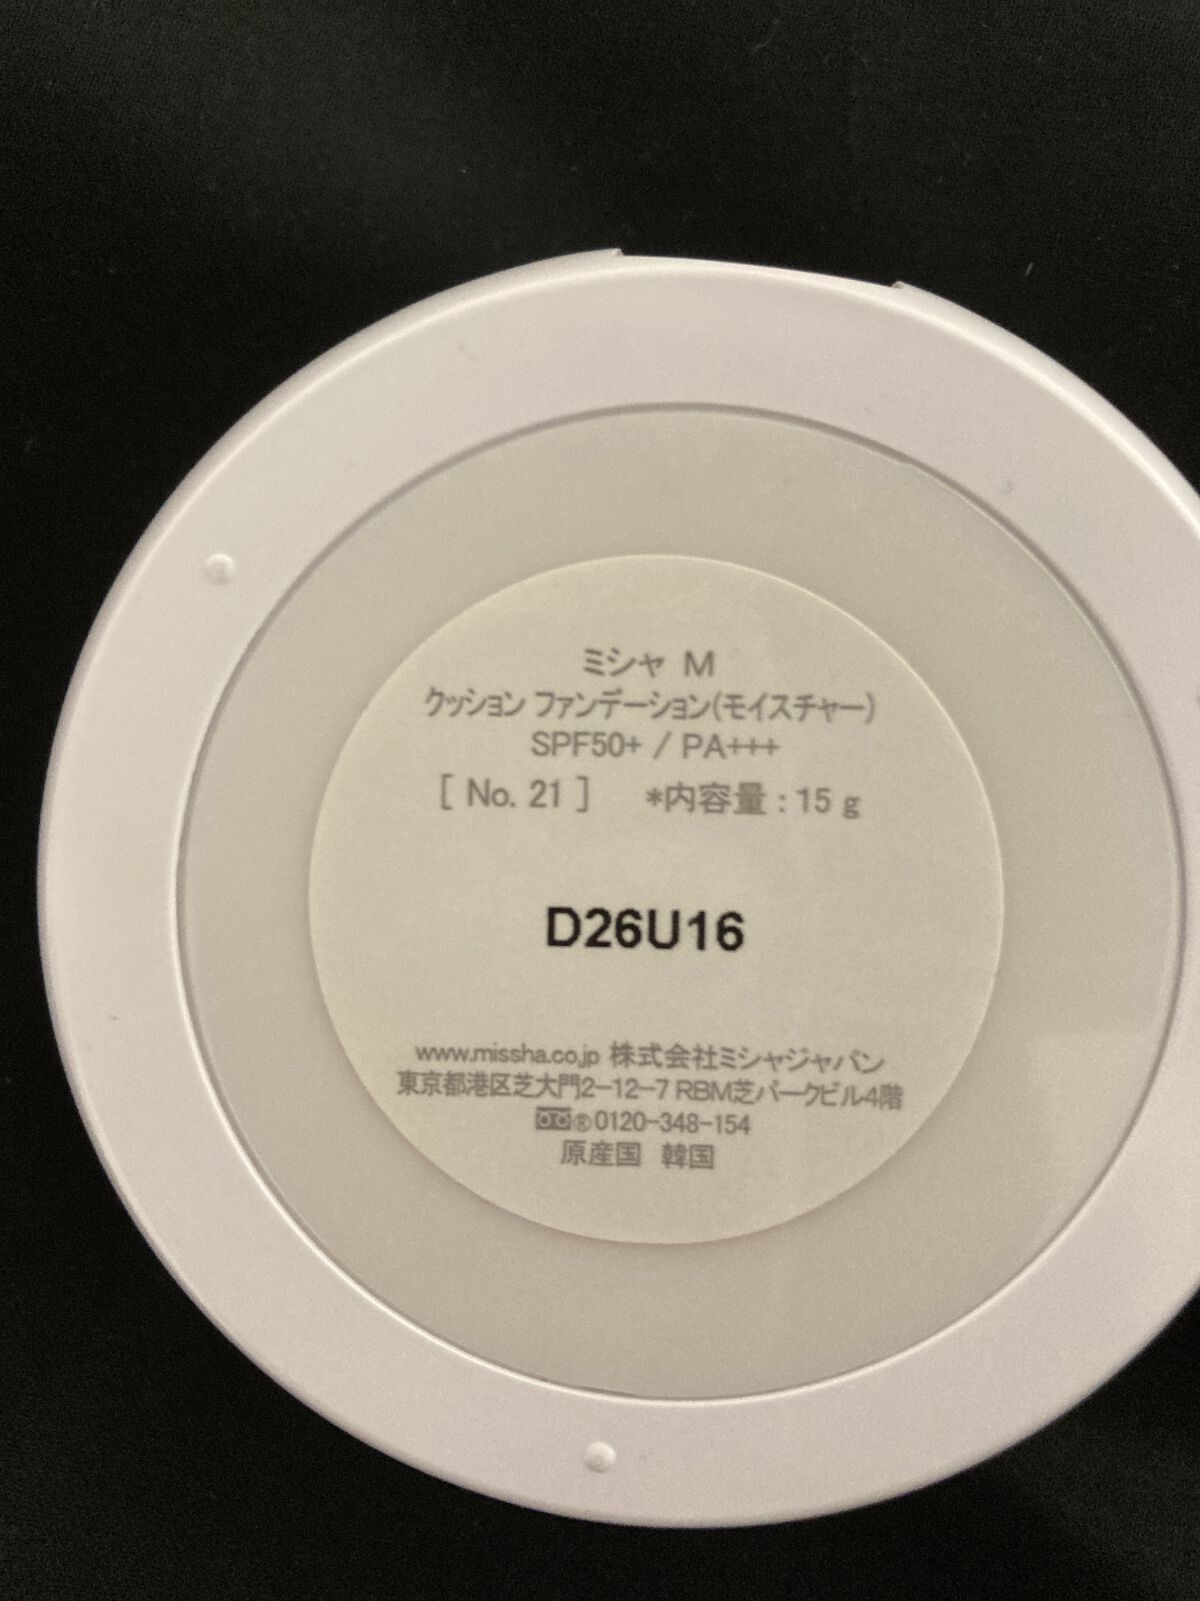 ミシャ M
クッション ファンデーション(モイスチャー)
SPF50+ / PA+++
[ No. 21 ] *内容量 : 15 g
D26U16
www.missha.co.jp 株式会社ミシャジャパン
東京都港区芝大門2-12-7 RBM芝パークビル4階
®0120-348-154
原産国 韓国